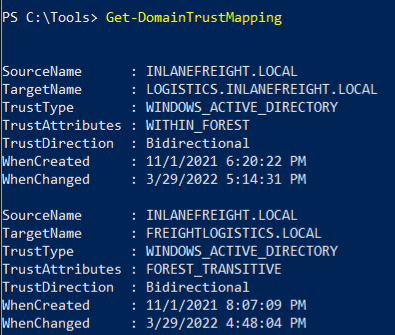 PS C:\Tools> Get-DomainTrustMapping
SourceName      : INLANEFREIGHT.LOCAL
TargetName      : LOGISTICS.INLANEFREIGHT.LOCAL
TrustType       : WINDOWS_ACTIVE_DIRECTORY
TrustAttributes : WITHIN_FOREST
TrustDirection  : Bidirectional
WhenCreated     : 11/1/2021 6:20:22 PM
WhenChanged     : 3/29/2022 5:14:31 PM
SourceName      : INLANEFREIGHT.LOCAL
TargetName      : FREIGHTLOGISTICS.LOCAL
TrustType       : WINDOWS_ACTIVE_DIRECTORY
TrustAttributes : FOREST_TRANSITIVE
TrustDirection  : Bidirectional
WhenCreated     : 11/1/2021 8:07:09 PM
WhenChanged     : 3/29/2022 4:48:04 PM